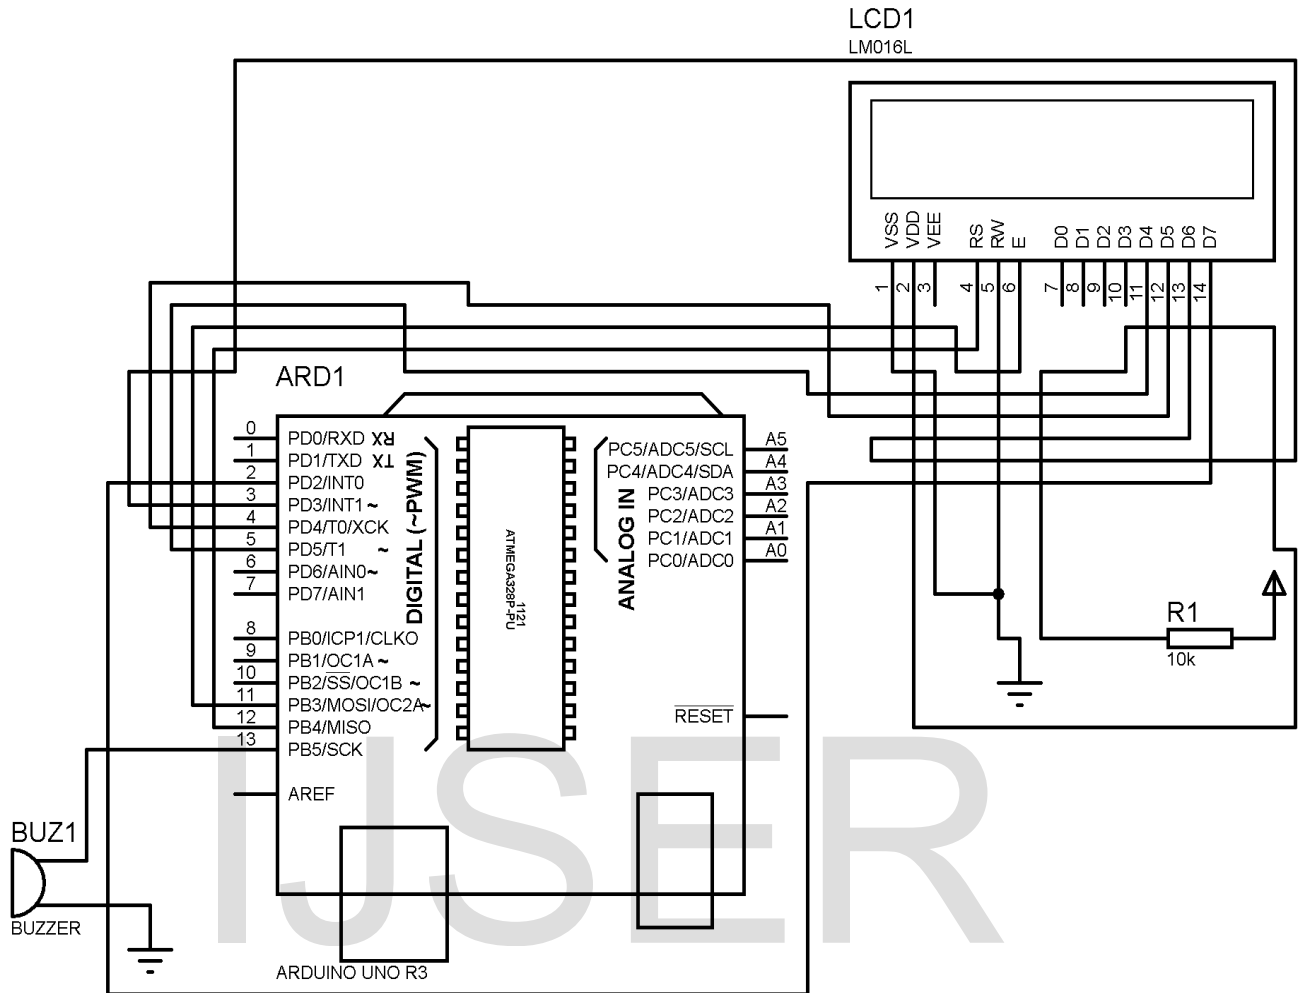 LCD1
LM016L
VSS
VDD
VEE
RS
RW
E
D0
D1
D2
D3
D4
D5
D6
D7
1
2
3
4
5
6
7
8
9
10
11
12
13
14
ARD1
0 PD0/RXD RX
1 PD1/TXD TX
2 PD2/INT0
3 PD3/INT1 ~
4 PD4/T0/XCK
5 PD5/T1 ~
6 PD6/AIN0~
7 PD7/AIN1
8 PB0/ICP1/CLKO
9 PB1/OC1A ~
10 PB2/SS/OC1B ~
11 PB3/MOSI/OC2A~
12 PB4/MISO
13 PB5/SCK
AREF
DIGITAL (~PWM)
ATMEGA328P-PU
1121
ANALOG IN
PC5/ADC5/SCL A5
PC4/ADC4/SDA A4
PC3/ADC3 A3
PC2/ADC2 A2
PC1/ADC1 A1
PC0/ADC0 A0
RESET
R1
10k
BUZ1
BUZZER
ARDUINO UNO R3
IJSER